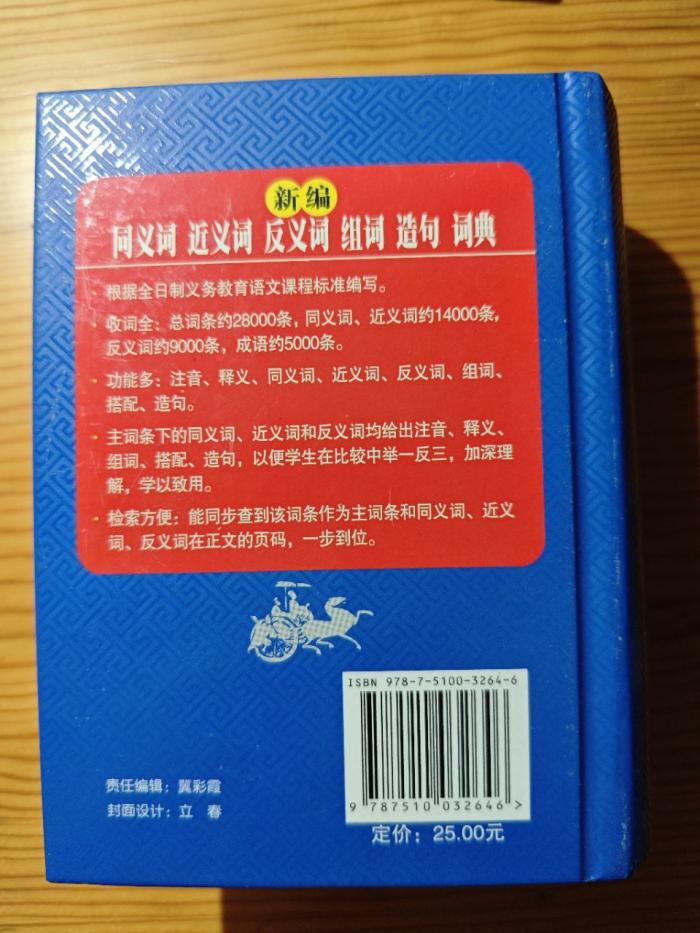 新编
同义词 近义词 反义词 组词 造句 词典
· 根据全日制义务教育语文课程标准编写。
· 收词全：总词条约28000条，同义词、近义词约14000条，
反义词约9000条，成语约5000条。
· 功能多：注音、释义、同义词、近义词、反义词、组词、
搭配、造句。
· 主词条下的同义词、近义词和反义词均给出注音、释义、
组词、搭配、造句，以便学生在比较中举一反三，加深理
解，学以致用。
· 检索方便：能同步查到该词条作为主词条和同义词、近义
词、反义词在正文的页码，一步到位。
ISBN 978-7-5100-3264-6
9 787510 032646 >
定价：25.00元
责任编辑：冀彩霞
封面设计：立 春